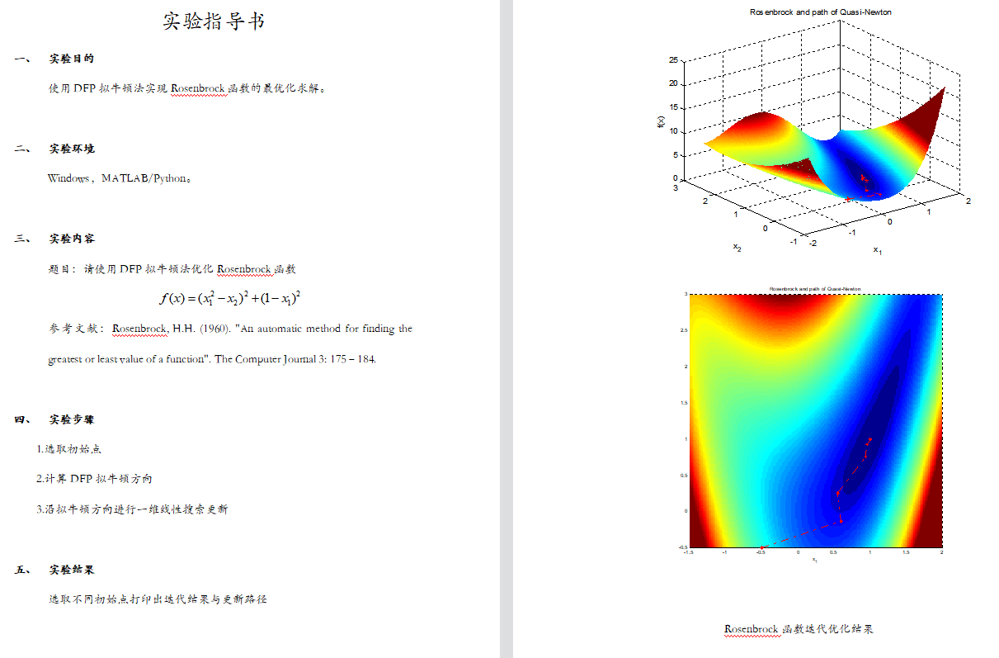 实验指导书
一、 实验目的
使用 DFP 拟牛顿法实现 Rosenbrock 函数的最优化求解。
二、 实验环境
Windows，MATLAB/Python。
三、 实验内容
题目：请使用 DFP 拟牛顿法优化 Rosenbrock 函数
f(x) = (x₁² − x₂)² + (1 − x₁)²
参考文献：Rosenbrock, H.H. (1960). "An automatic method for finding the
greatest or least value of a function". The Computer Journal 3: 175 – 184.
四、 实验步骤
1.选取初始点
2.计算 DFP 拟牛顿方向
3.沿拟牛顿方向进行一维线性搜索更新
五、 实验结果
选取不同初始点打印出迭代结果与更新路径
Rosenbrock and path of Quasi-Newton
25
20
15
10
5
0
f(x)
3
2
1
0
-1
x₂
-2
-1
0
1
2
x₁
Rosenbrock and path of Quasi-Newton
3
2.5
2
1.5
1
0.5
0
-0.5
-1.5
-1
-0.5
0
0.5
1
1.5
2
x₁
Rosenbrock 函数迭代优化结果